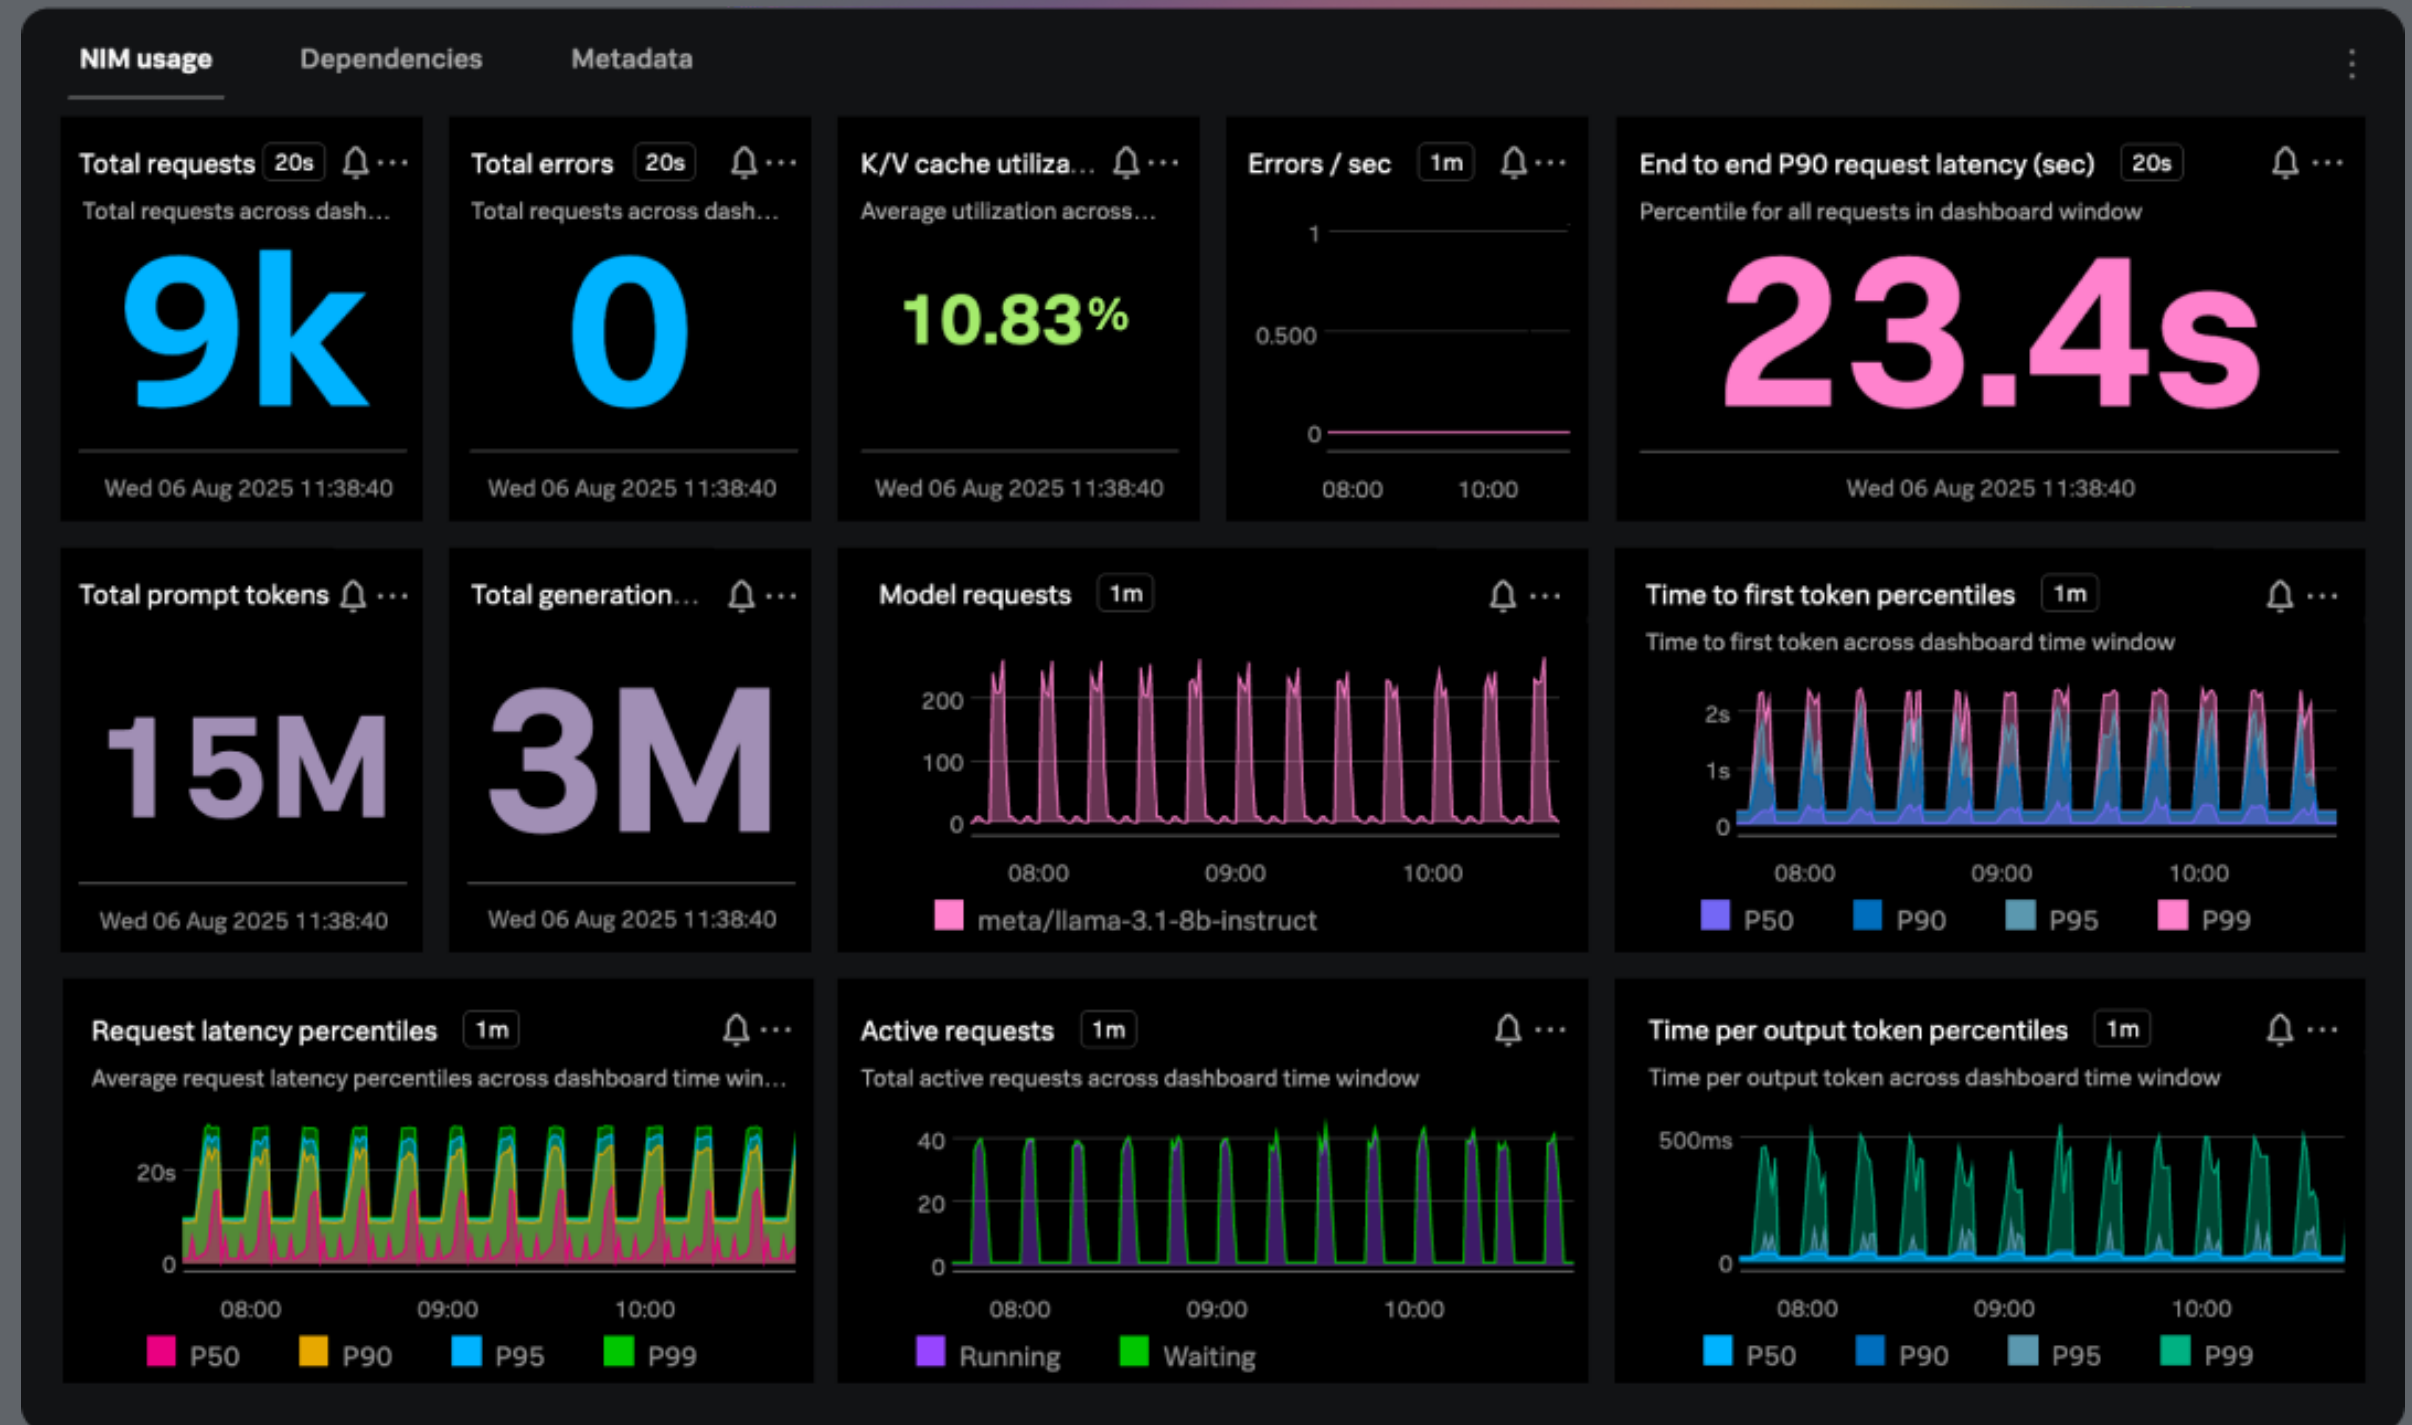 NIM usage Dependencies Metadata
Total requests 20s
Total requests across dash...
9k
Wed 06 Aug 2025 11:38:40
Total errors 20s
Total requests across dash...
0
Wed 06 Aug 2025 11:38:40
K/V cache utiliza...
Average utilization across...
10.83%
Wed 06 Aug 2025 11:38:40
Errors / sec 1m
1
0.500
0
08:00 10:00
End to end P90 request latency (sec) 20s
Percentile for all requests in dashboard window
23.4s
Wed 06 Aug 2025 11:38:40
Total prompt tokens
15M
Wed 06 Aug 2025 11:38:40
Total generation...
3M
Wed 06 Aug 2025 11:38:40
Model requests 1m
200
100
0
08:00 09:00 10:00
meta/llama-3.1-8b-instruct
Time to first token percentiles 1m
Time to first token across dashboard time window
2s
1s
0
08:00 09:00 10:00
P50 P90 P95 P99
Request latency percentiles 1m
Average request latency percentiles across dashboard time win...
20s
0
08:00 09:00 10:00
P50 P90 P95 P99
Active requests 1m
Total active requests across dashboard time window
40
20
0
08:00 09:00 10:00
Running Waiting
Time per output token percentiles 1m
Time per output token across dashboard time window
500ms
0
08:00 09:00 10:00
P50 P90 P95 P99